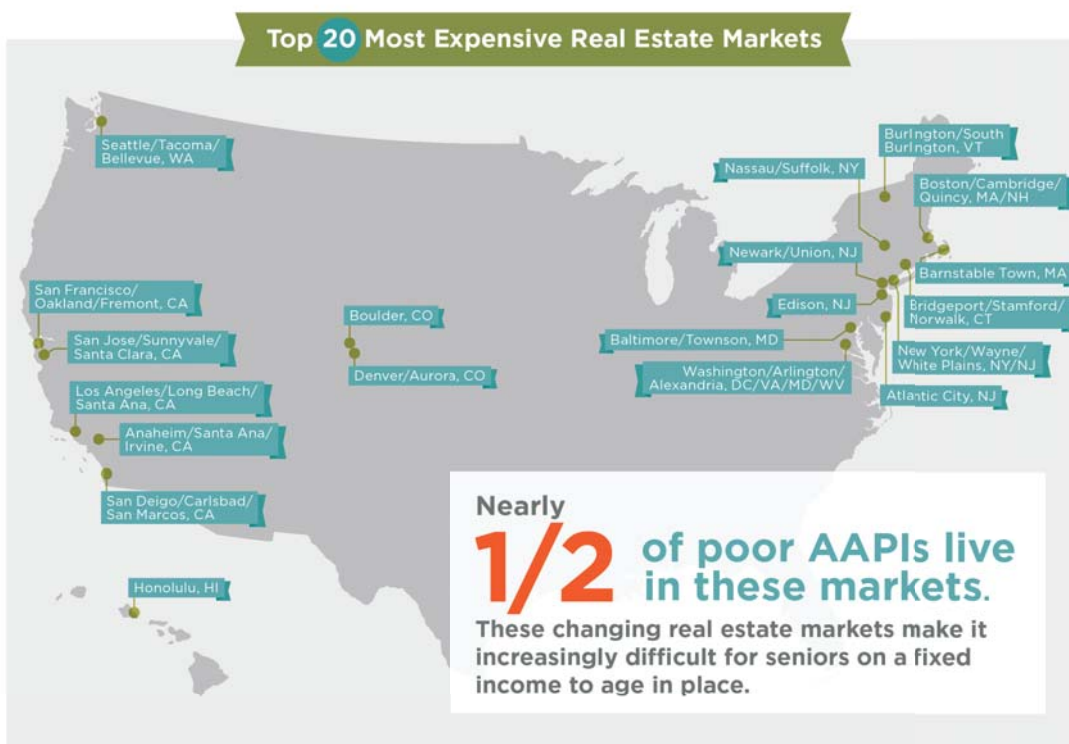 Top 20 Most Expensive Real Estate Markets
Seattle/Tacoma/
Bellevue, WA
San Francisco/
Oakland/Fremont, CA
San Jose/Sunnyvale/
Santa Clara, CA
Los Angeles/Long Beach/
Santa Ana, CA
Anaheim/Santa Ana/
Irvine, CA
San Deigo/Carlsbad/
San Marcos, CA
Honolulu, HI
Boulder, CO
Denver/Aurora, CO
Burlington/South
Burlington, VT
Nassau/Suffolk, NY
Boston/Cambridge/
Quincy, MA/NH
Newark/Union, NJ
Barnstable Town, MA
Edison, NJ
Bridgeport/Stamford/
Norwalk, CT
Baltimore/Townson, MD
New York/Wayne/
White Plains, NY/NJ
Washington/Arlington/
Alexandria, DC/VA/MD/WV
Atlantic City, NJ
Nearly
1/2 of poor AAPIs live
in these markets.
These changing real estate markets make it
increasingly difficult for seniors on a fixed
income to age in place.